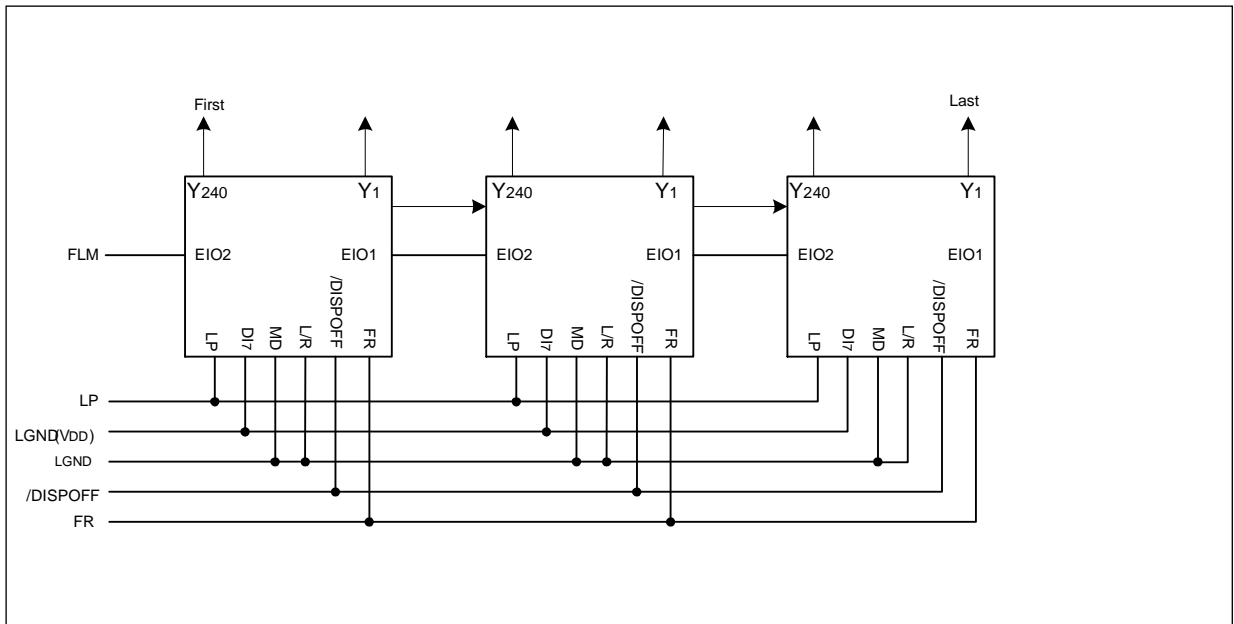 First
Last
Y240 Y1
Y240 Y1
Y240 Y1
FLM
EIO2 EIO1
EIO2 EIO1
EIO2 EIO1
LP DI7 MD L/R /DISPOFF FR
LP DI7 MD L/R /DISPOFF FR
LP DI7 MD L/R /DISPOFF FR
LP
LGND(VDD)
LGND
/DISPOFF
FR